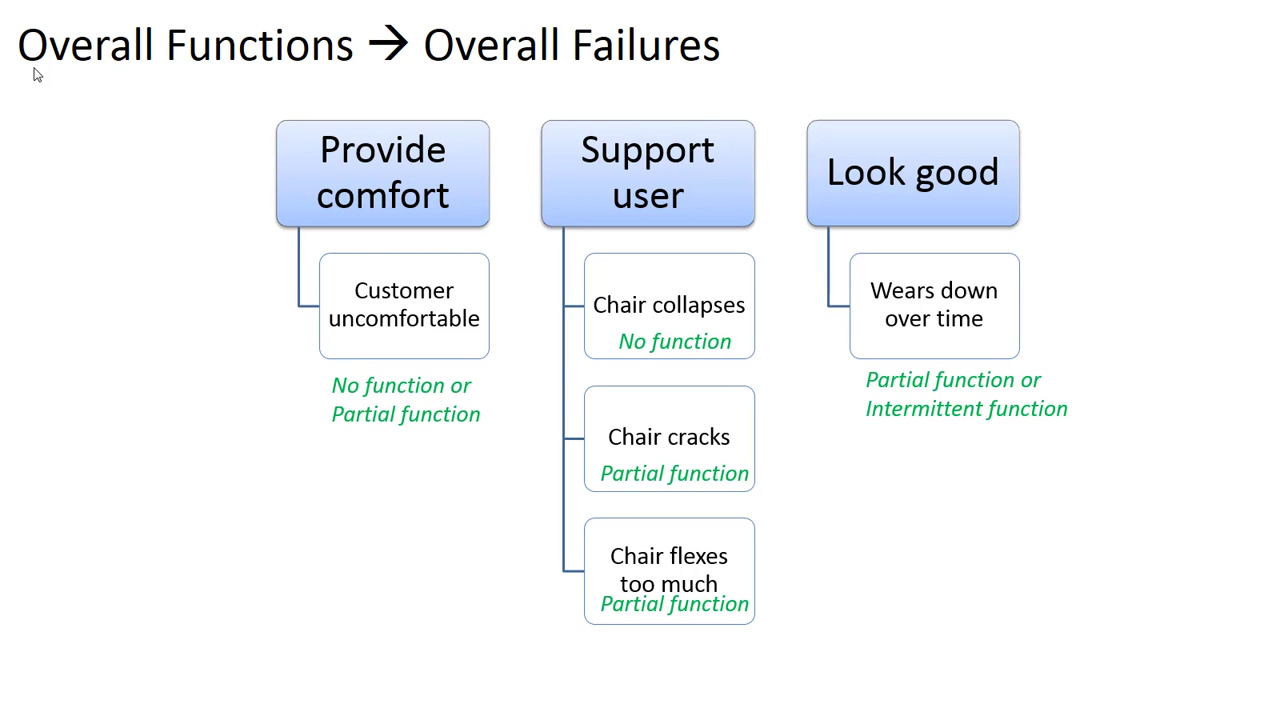 Overall Functions → Overall Failures
Provide
comfort
Customer
uncomfortable
No function or
Partial function
Support
user
Chair collapses
No function
Chair cracks
Partial function
Chair flexes
too much
Partial function
Look good
Wears down
over time
Partial function or
Intermittent function